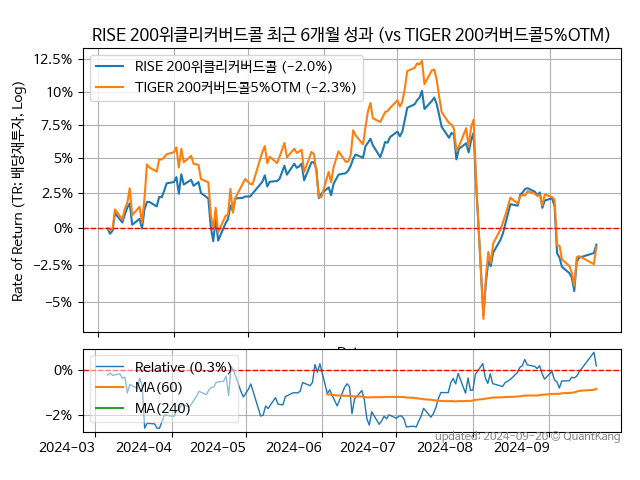 RISE 200위클리커버드콜 최근 6개월 성과 (vs TIGER 200커버드콜5%OTM)
Rate of Return (TR: 배당재투자, Log)
12.5%
10%
7.5%
5%
2.5%
0%
−2.5%
−5%
RISE 200위클리커버드콜 (−2.0%)
TIGER 200커버드콜5%OTM (−2.3%)
0%
−2%
Relative (0.3%)
MA(60)
MA(240)
2024-03 2024-04 2024-05 2024-06 2024-07 2024-08 2024-09
updated: 2024-09-20 © QuantKang